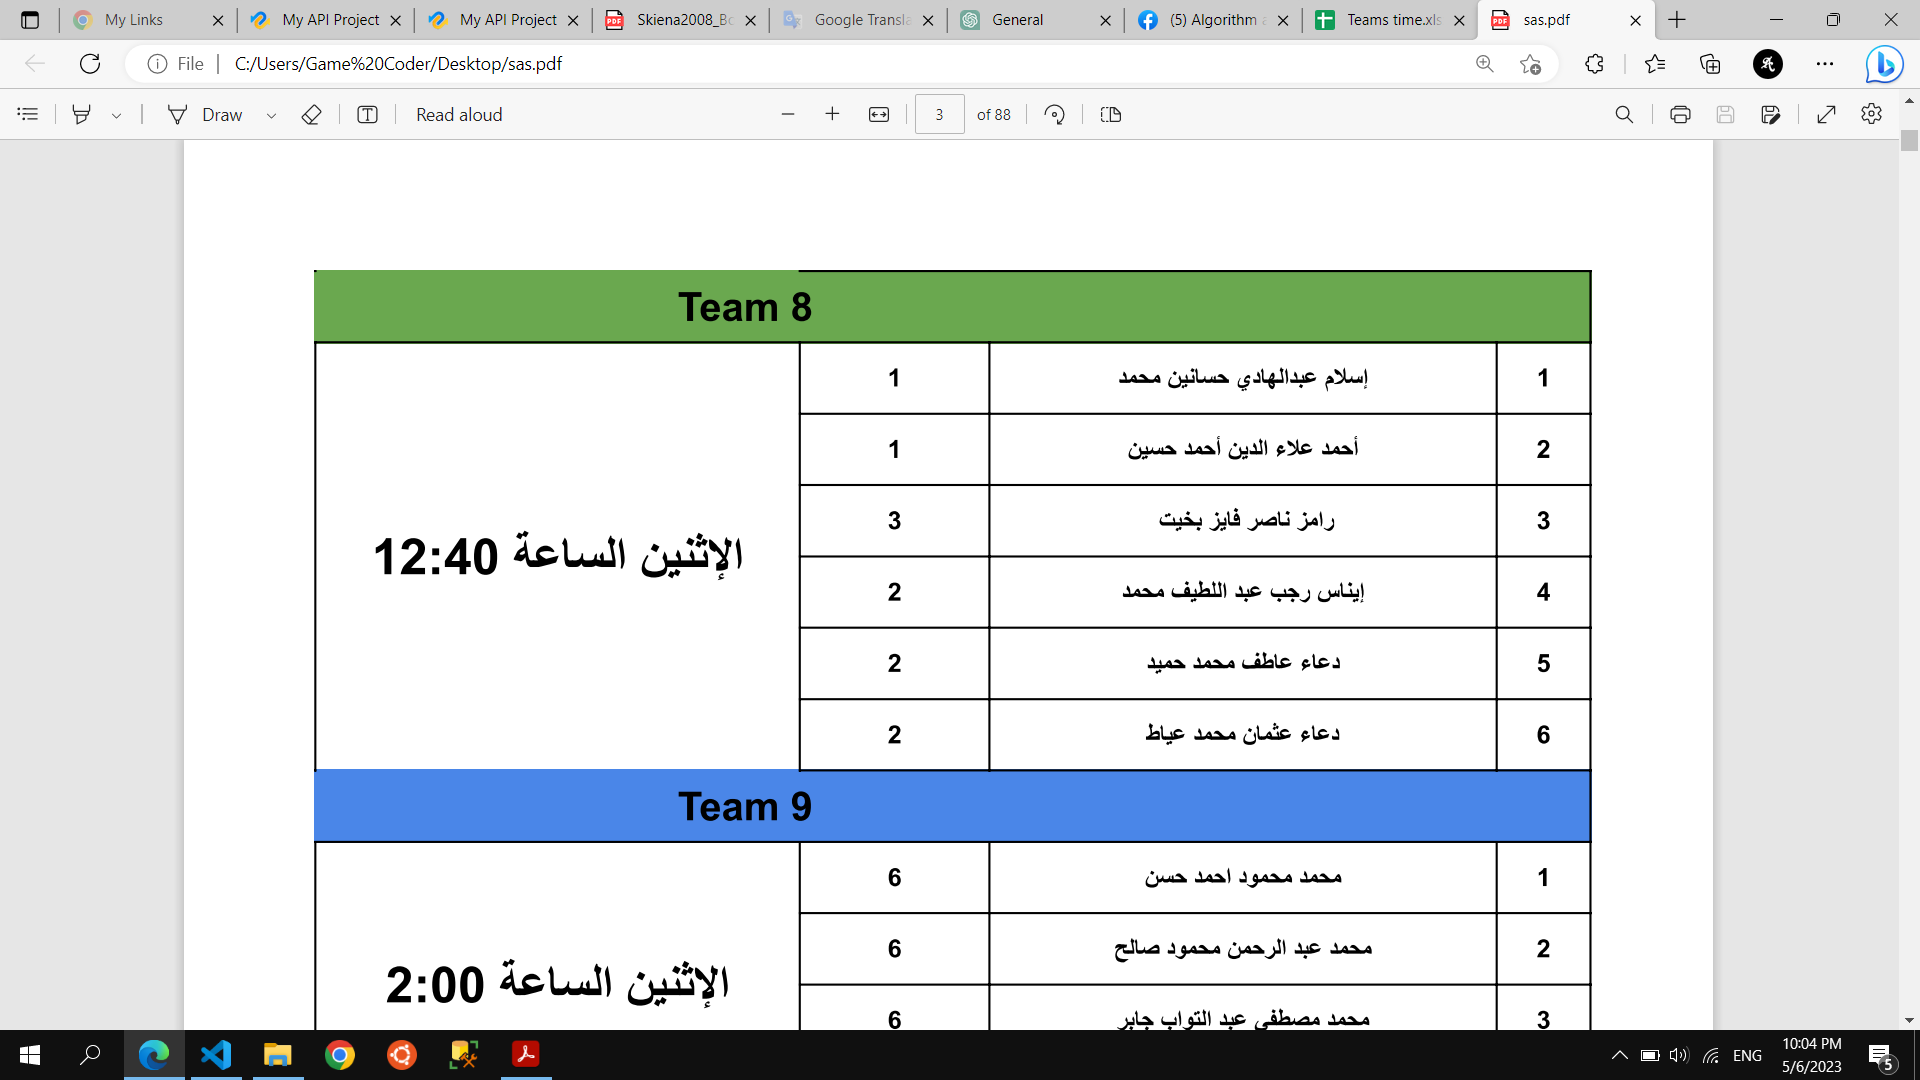 My Links
My API Project
My API Project
Skiena2008_Bo
Google Transla
General
(5) Algorithm a
Teams time.xls
sas.pdf
File
C:/Users/Game%20Coder/Desktop/sas.pdf
Draw
Read aloud
3 of 88
Team 8
الإثنين الساعة 12:40
1 إسلام عبدالهادي حسانين محمد 1
2 أحمد علاء الدين أحمد حسين 1
3 رامز ناصر فايز بخيت 3
4 إيناس رجب عبد اللطيف محمد 2
5 دعاء عاطف محمد حميد 2
6 دعاء عثمان محمد عياط 2
Team 9
الإثنين الساعة 2:00
1 محمد محمود احمد حسن 6
2 محمد عبد الرحمن محمود صالح 6
3 محمد مصطفى عبد التواب جابر 6
ENG
10:04 PM
5/6/2023
5